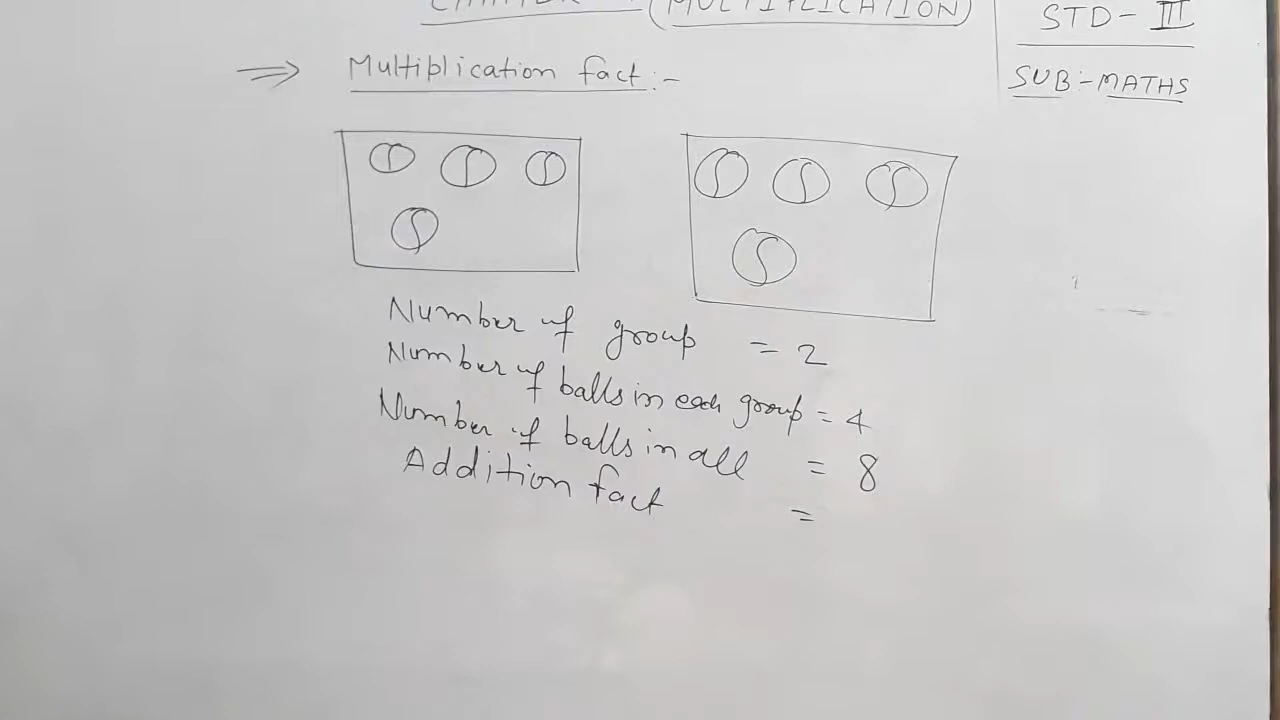 (MULTIPLICATION)
STD- III
SUB:-MATHS
⇒ Multiplication fact:-
Number of group = 2
Number of balls in each group = 4
Number of balls in all = 8
Addition fact =